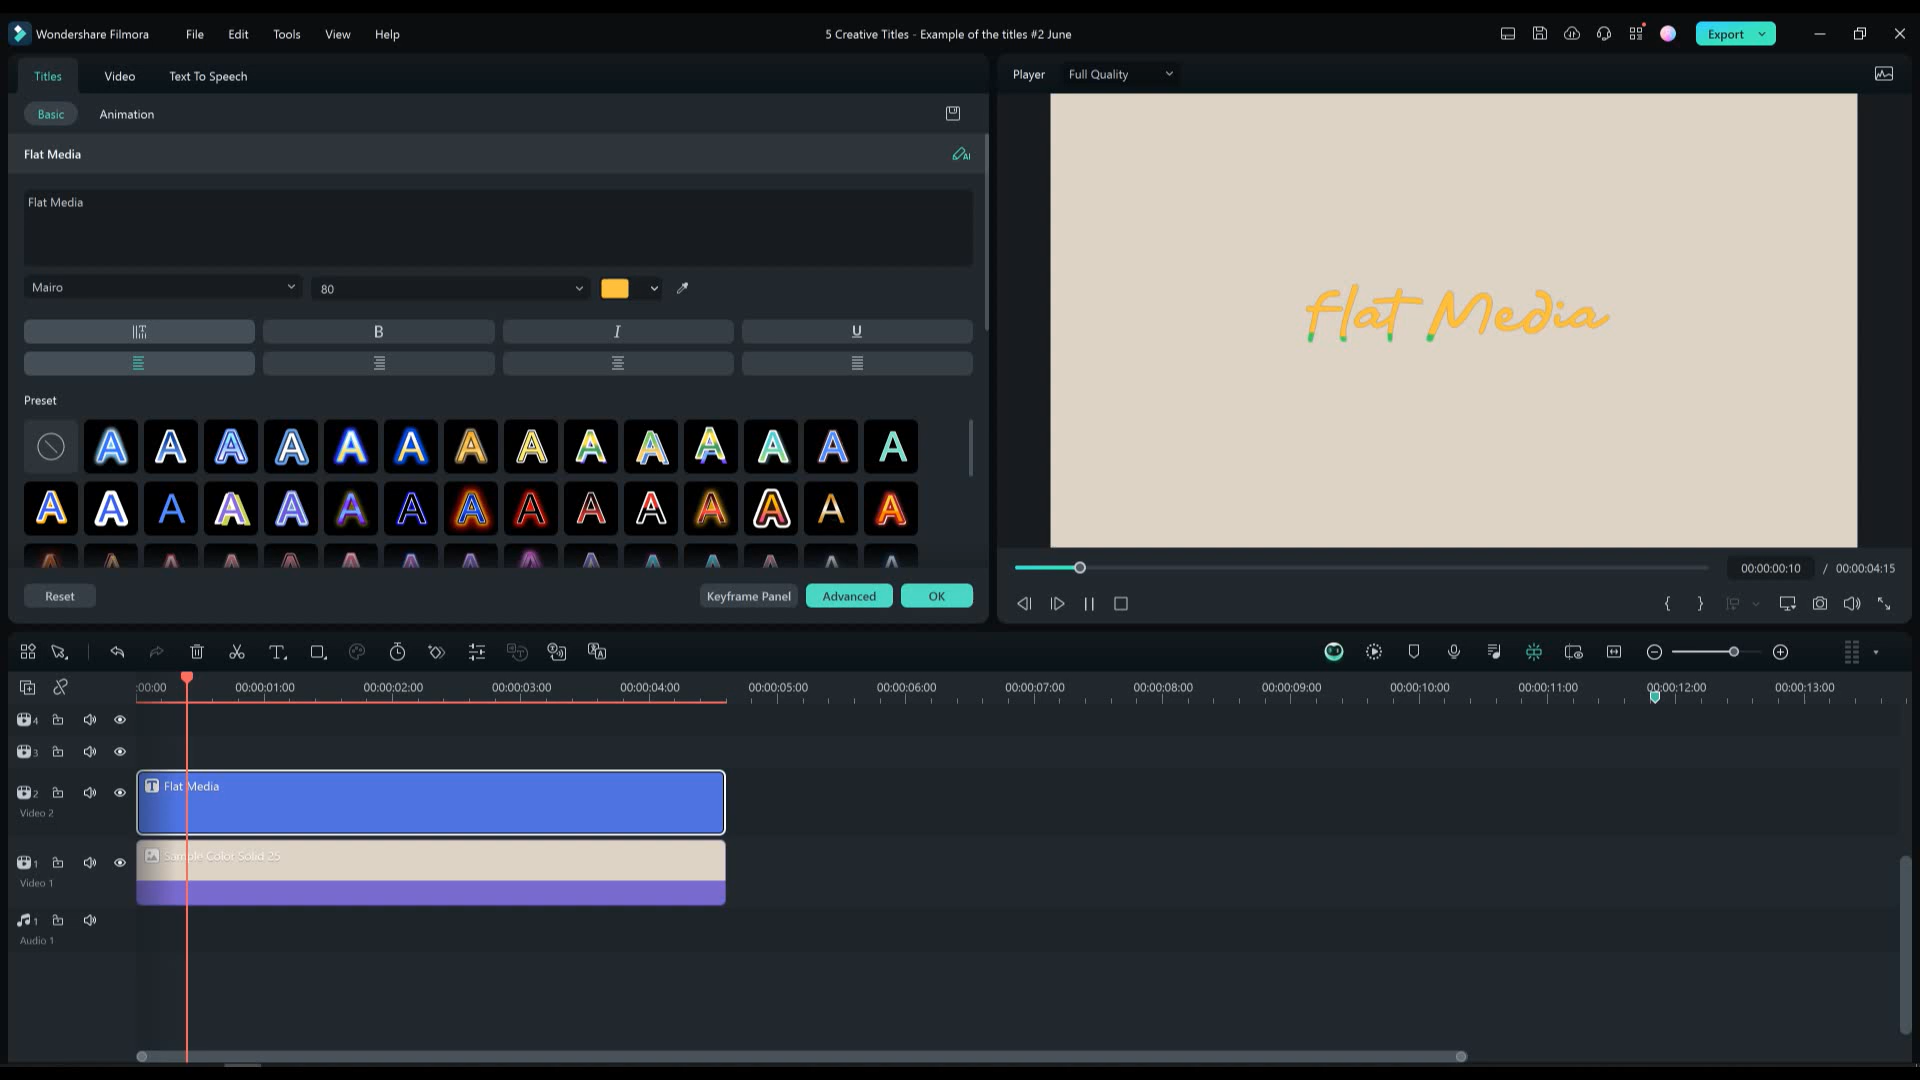 Wondershare Filmora File Edit Tools View Help 5 Creative Titles - Example of the titles #2 June Export
Titles Video Text To Speech
Player Full Quality
Basic Animation
Flat Media
AI
Flat Media
Mairo 80
B I U
Preset
Flat Media
Reset Keyframe Panel Advanced OK
00:00:00:10 / 00:00:04:15
:00:00 00:00:01:00 00:00:02:00 00:00:03:00 00:00:04:00 00:00:05:00 00:00:06:00 00:00:07:00 00:00:08:00 00:00:09:00 00:00:10:00 00:00:11:00 00:00:12:00 00:00:13:00
4
3
2
Video 2
Flat Media
1
Video 1
Sample Color Solid 25
1
Audio 1